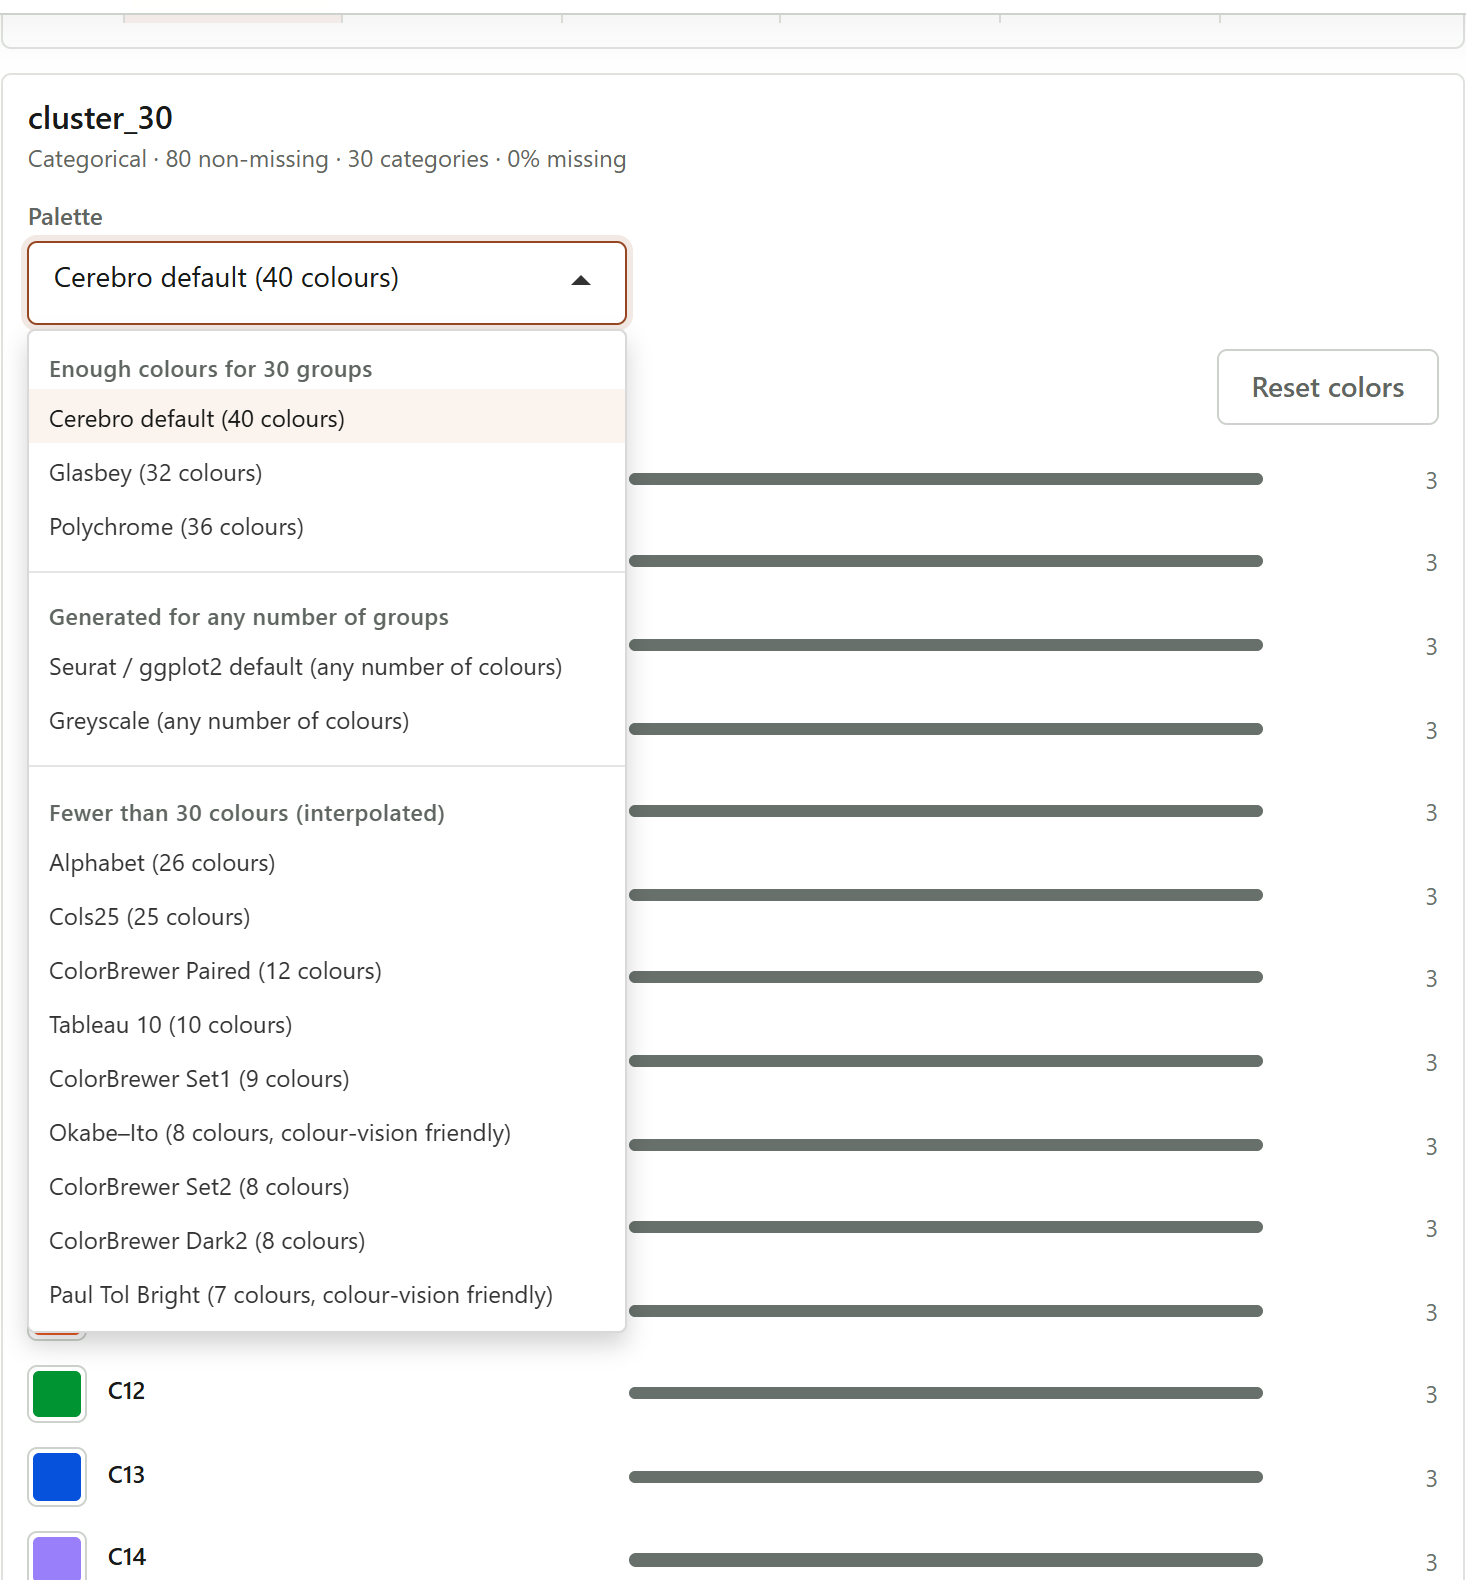 cluster_30
Categorical · 80 non-missing · 30 categories · 0% missing
Palette
Cerebro default (40 colours)
Enough colours for 30 groups
Cerebro default (40 colours)
Glasbey (32 colours)
Polychrome (36 colours)
Generated for any number of groups
Seurat / ggplot2 default (any number of colours)
Greyscale (any number of colours)
Fewer than 30 colours (interpolated)
Alphabet (26 colours)
Cols25 (25 colours)
ColorBrewer Paired (12 colours)
Tableau 10 (10 colours)
ColorBrewer Set1 (9 colours)
Okabe–Ito (8 colours, colour-vision friendly)
ColorBrewer Set2 (8 colours)
ColorBrewer Dark2 (8 colours)
Paul Tol Bright (7 colours, colour-vision friendly)
Reset colors
3
3
3
3
3
3
3
3
3
3
3
C12 3
C13 3
C14 3